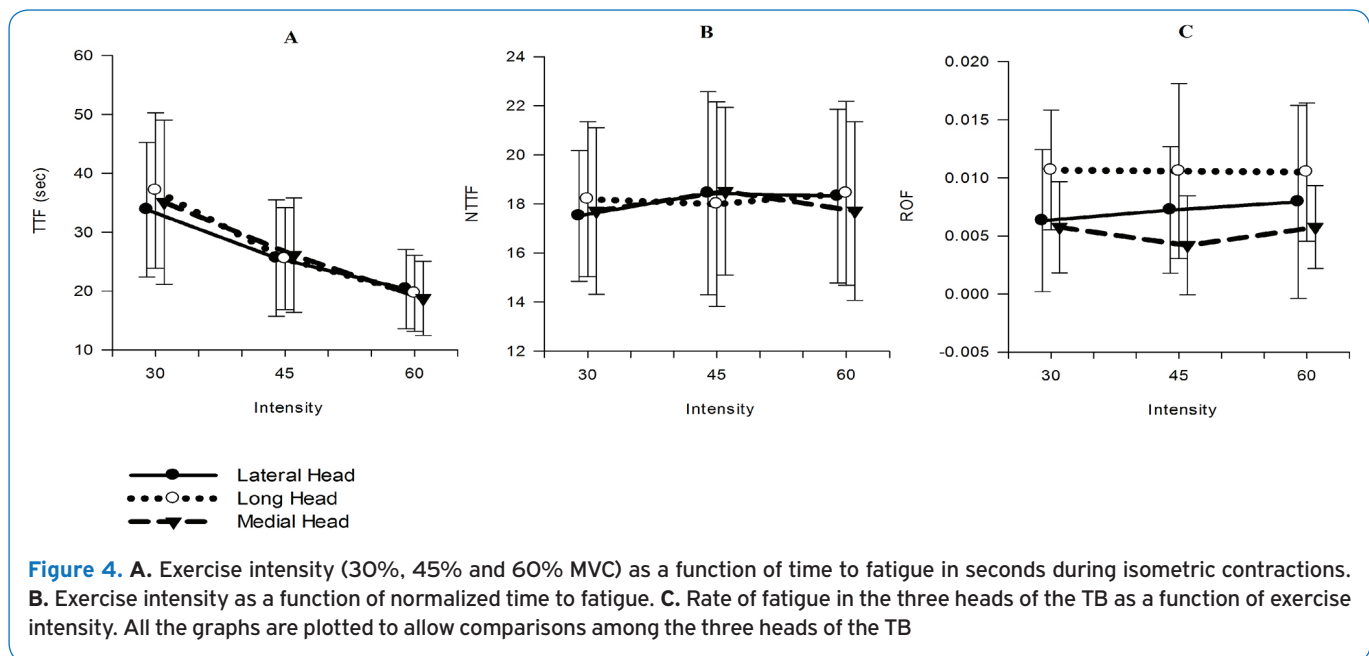 A
60
50
40
30
20
10
TTF (sec)
30 45 60
Intensity
B
24
22
20
18
16
14
12
NTTF
30 45 60
Intensity
C
0.020
0.015
0.010
0.005
0.000
-0.005
ROF
30 45 60
Intensity
Lateral Head
Long Head
Medial Head
Figure 4. A. Exercise intensity (30%, 45% and 60% MVC) as a function of time to fatigue in seconds during isometric contractions.
B. Exercise intensity as a function of normalized time to fatigue. C. Rate of fatigue in the three heads of the TB as a function of exercise
intensity. All the graphs are plotted to allow comparisons among the three heads of the TB